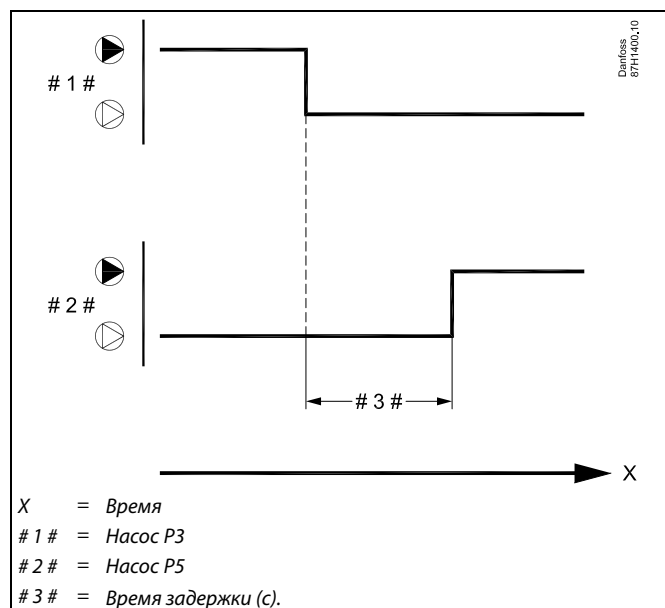 Danfoss
87H1400.10
# 1 #
# 2 #
# 3 #
X
X = Время
# 1 # = Насос P3
# 2 # = Насос P5
# 3 # = Время задержки (с).